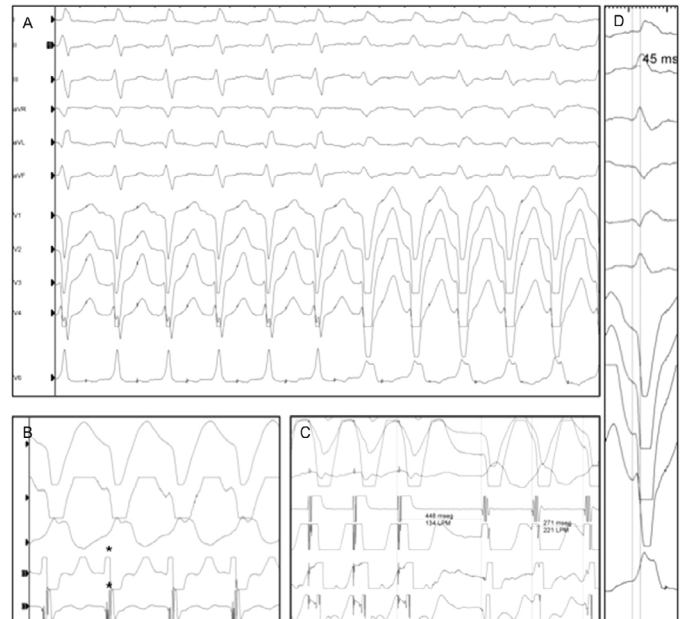 A
I
II
III
aVR
aVL
aVF
V1
V2
V3
V4
V6
D
45 ms
B
*
*
C
448 mseg
134 LPM
271 mseg
221 LPM